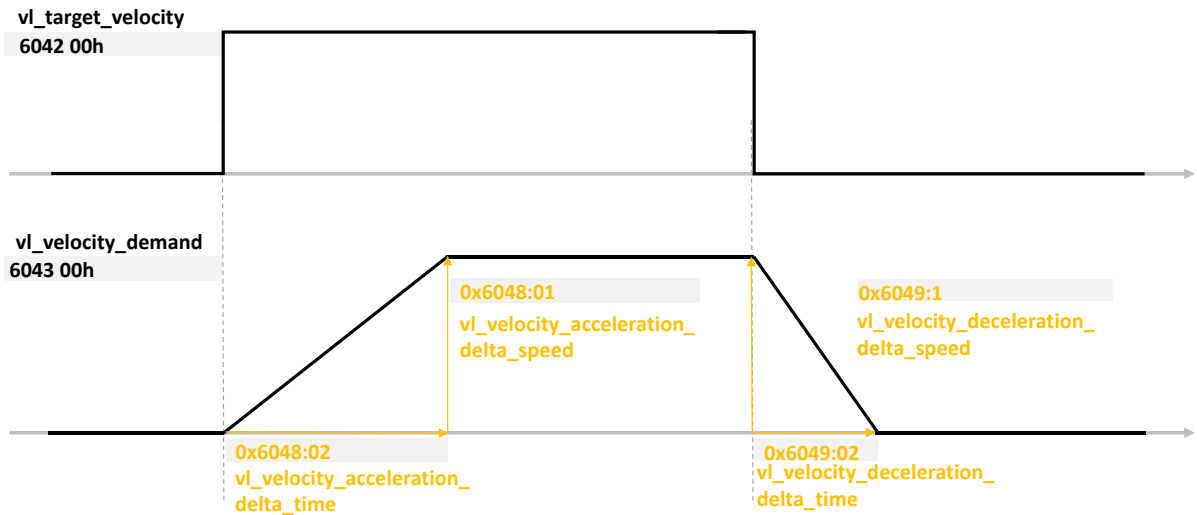 vl_target_velocity
6042 00h
vl_velocity_demand
6043 00h
0x6048:01
vl_velocity_acceleration_
delta_speed
0x6049:1
vl_velocity_deceleration_
delta_speed
0x6048:02
vl_velocity_acceleration_
delta_time
0x6049:02
vl_velocity_deceleration_
delta_time